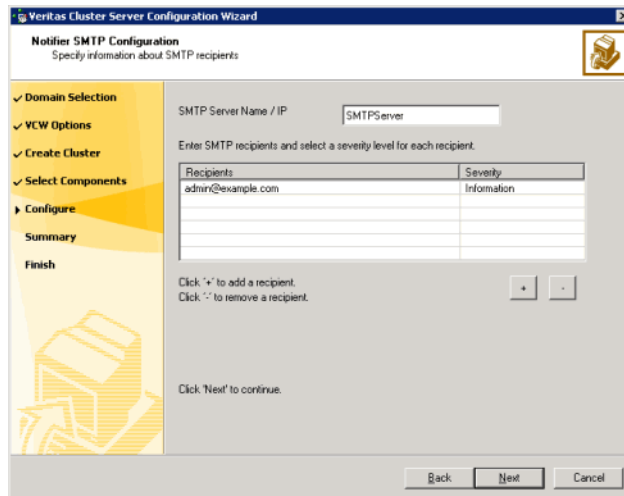 Veritas Cluster Server Configuration Wizard
Notifier SMTP Configuration
Specify information about SMTP recipients
Domain Selection
VCW Options
Create Cluster
Select Components
Configure
Summary
Finish
SMTP Server Name / IP
SMTPServer
Enter SMTP recipients and select a severity level for each recipient.
Recipients Severity
admin@example.com Information
Click '+' to add a recipient.
Click '-' to remove a recipient.
+ -
Click 'Next' to continue.
Back Next Cancel